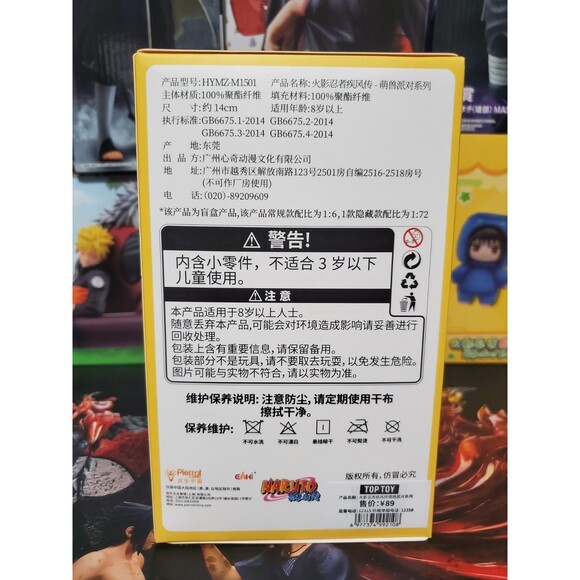 产品型号:HYMZ-M1501 产品名称:火影忍者疾风传-萌兽派对系列
面料材质:100%聚酯纤维 填充材料:100%聚酯纤维
尺 寸:约14cm 适用年龄:8岁以上
执行标准:GB6675.1-2014 GB6675.2-2014
GB6675.3-2014 GB6675.4-2014
产 地:东莞
出 品 方:广州心奇动漫文化有限公司
地 址:广州市越秀区解放南路123号2501房自编2516-2518房号
(不可作厂房使用)
电 话:(020)-89209609
*该产品为盲盒产品,该产品常规款配比为1:6,1款隐藏款配比为1:72
警告!
内含小零件,不适合3岁以下
儿童使用。
注意
本产品适用于8岁以上人士。
随意丢弃本产品,可能会对环境造成影响请妥善进行
回收处理。
包装上含有重要信息,请保留备用。
包装部分不是玩具,请不要取去玩耍,以免发生危险。
图片可能与实物不符合,请以实物为准。
维护保养说明:注意防尘,请定期使用干布
擦拭干净。
保养维护:
不可水洗 不可漂白 悬挂晾干 不可熨烫 不可干洗
Pierrot
版权所有,仿冒必究
NARUTO
疾风传
TOPTOY
售价:¥89
6977374992108